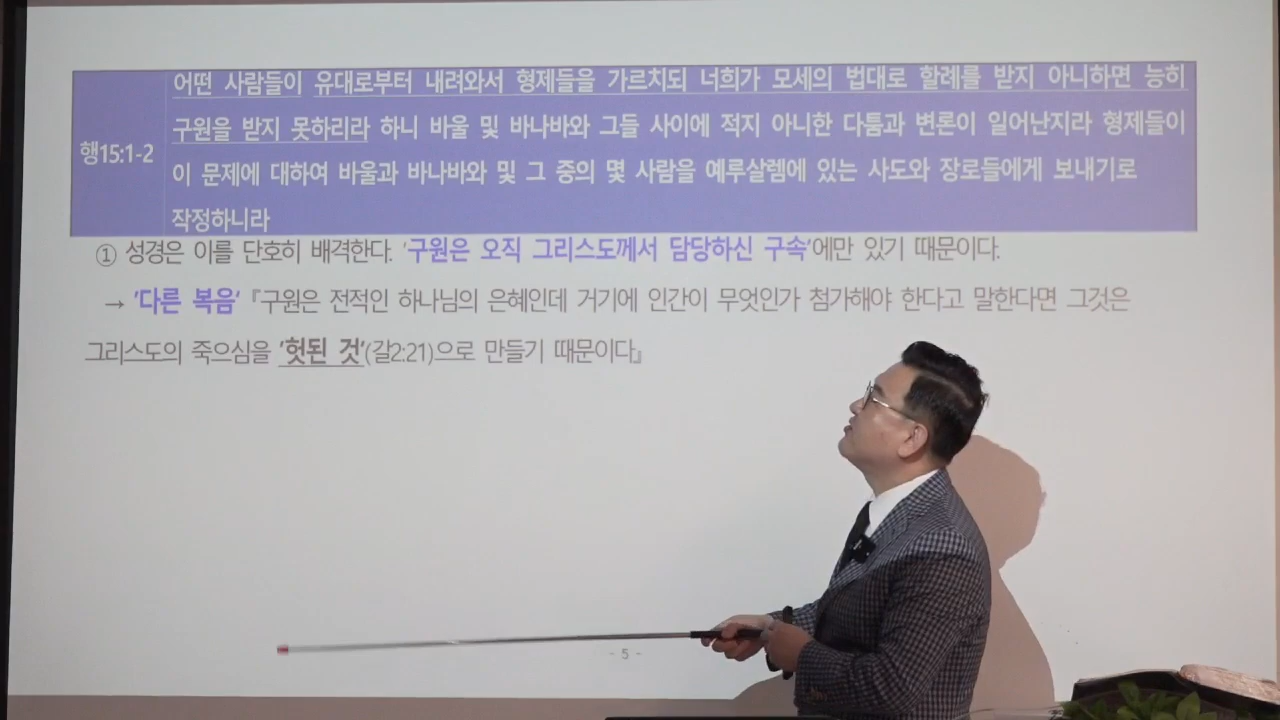 어떤 사람들이 유대로부터 내려와서 형제들을 가르치되 너희가 모세의 법대로 할례를 받지 아니하면 능히
구원을 받지 못하리라 하니 바울 및 바나바와 그들 사이에 적지 아니한 다툼과 변론이 일어난지라 형제들이
행15:1-2
이 문제에 대하여 바울과 바나바와 및 그 중의 몇 사람을 예루살렘에 있는 사도와 장로들에게 보내기로
작정하니라
① 성경은 이를 단호히 배격한다. '구원은 오직 그리스도께서 담당하신 구속'에만 있기 때문이다.
→ '다른 복음' 『구원은 전적인 하나님의 은혜인데 거기에 인간이 무엇인가 첨가해야 한다고 말한다면 그것은
그리스도의 죽으심을 '헛된 것'(갈2:21)으로 만들기 때문이다』
- 5 -